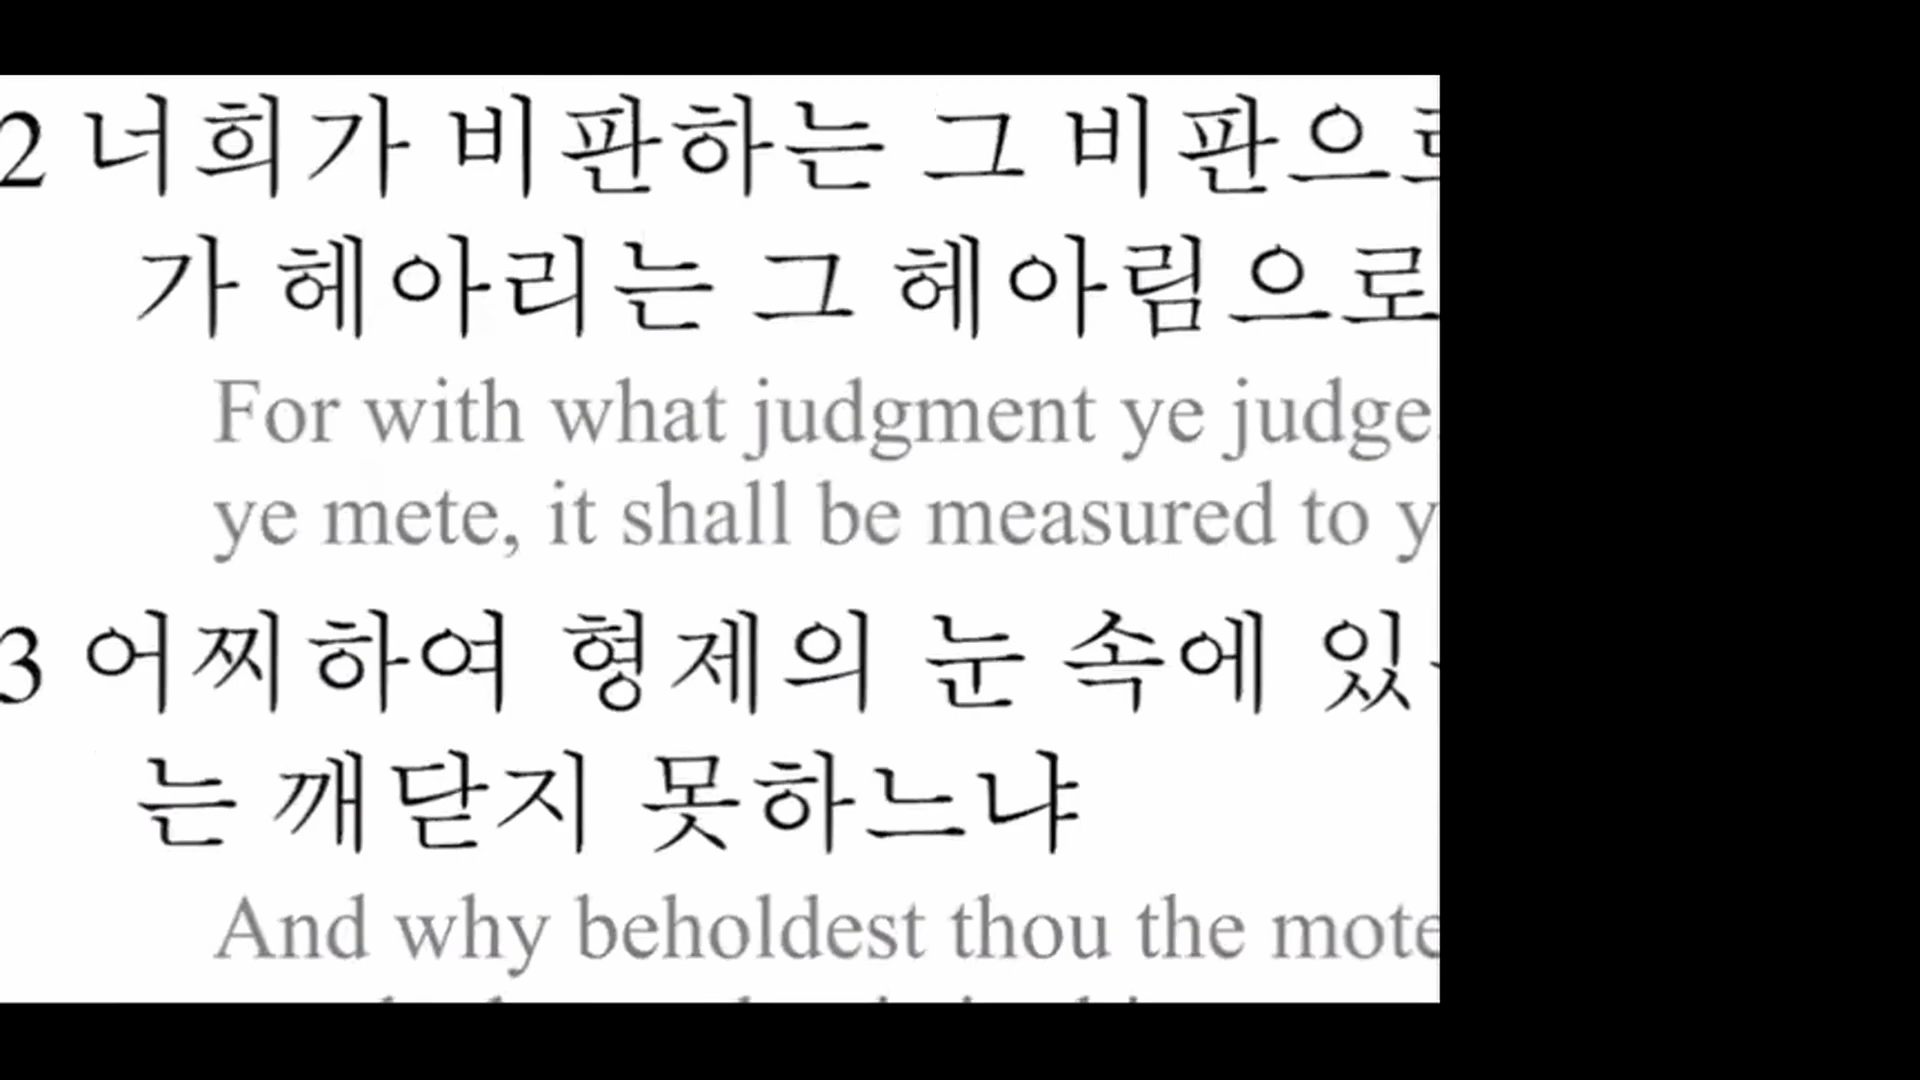 2 너희가 비판하는 그 비판으로
가 헤아리는 그 헤아림으로
For with what judgment ye judge
ye mete, it shall be measured to y
3 어찌하여 형제의 눈 속에 있
는 깨닫지 못하느냐
And why beholdest thou the mote